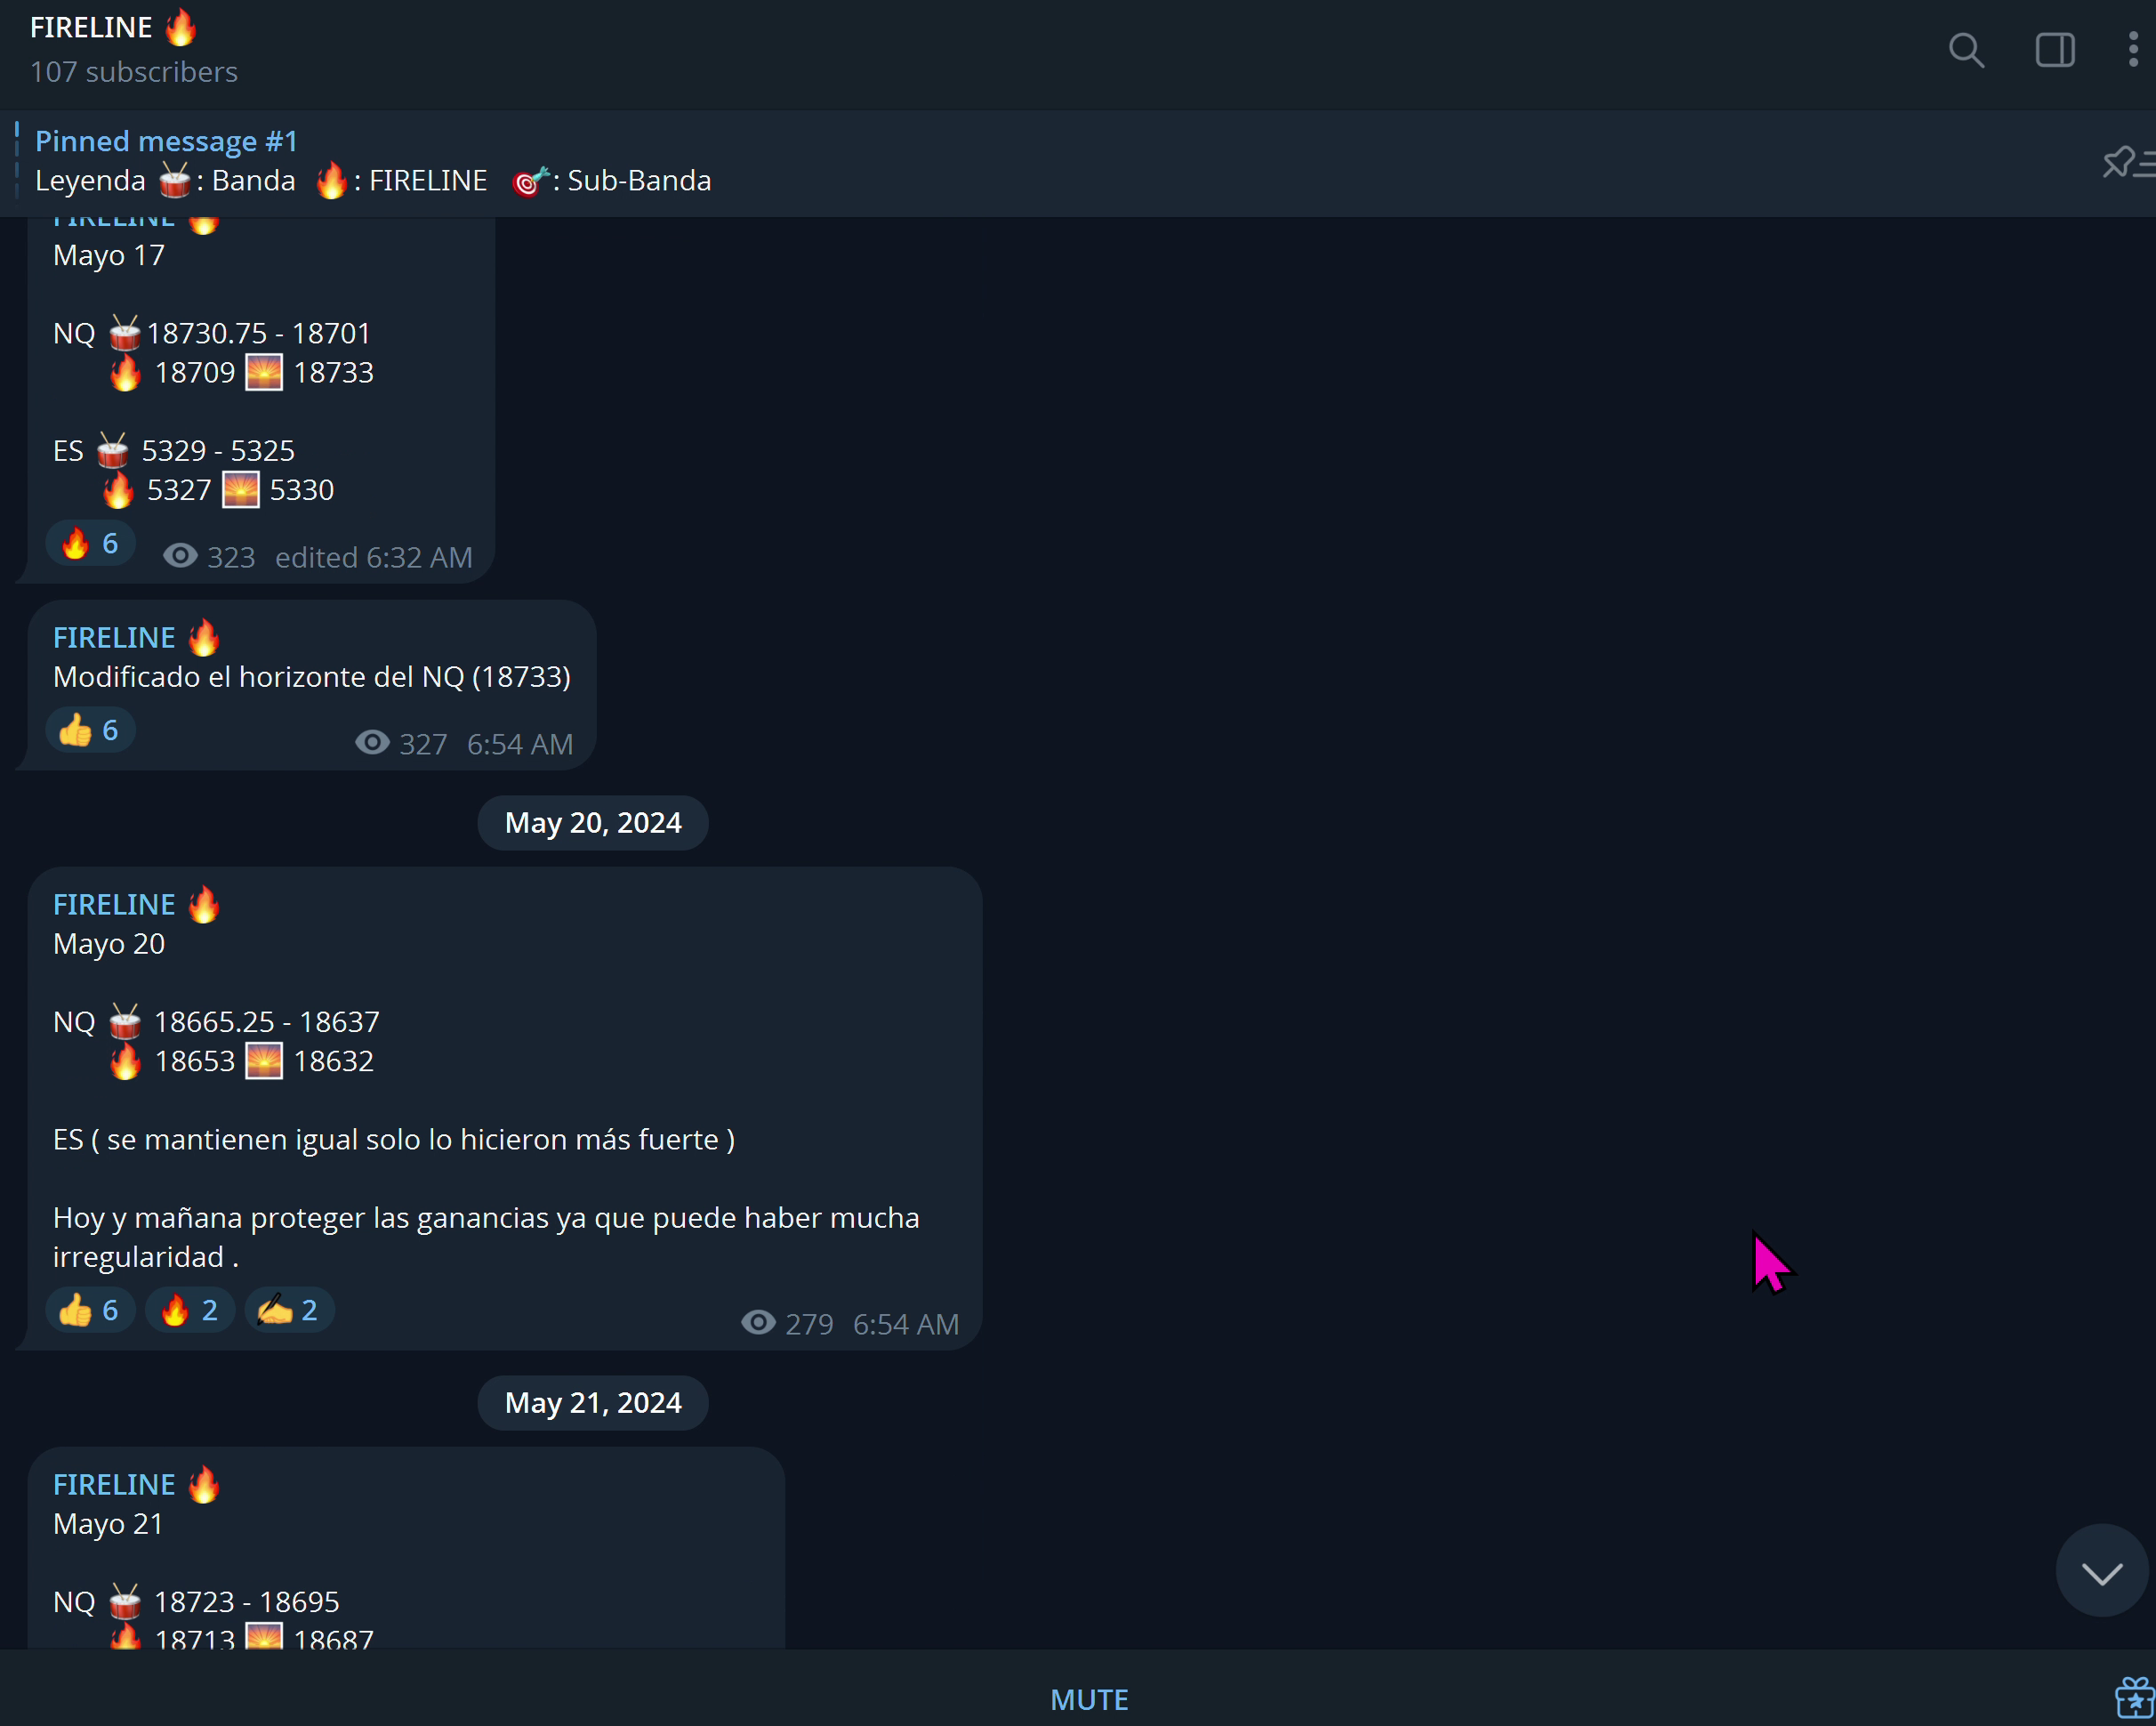 FIRELINE 🔥
107 subscribers
Pinned message #1
Leyenda 🥁: Banda 🔥: FIRELINE 🎯: Sub-Banda
FIRELINE 🔥
Mayo 17
NQ 🥁18730.75 - 18701
🔥 18709 🌅 18733
ES 🥁 5329 - 5325
🔥 5327 🌅 5330
🔥 6 323 edited 6:32 AM
FIRELINE 🔥
Modificado el horizonte del NQ (18733)
👍 6 327 6:54 AM
May 20, 2024
FIRELINE 🔥
Mayo 20
NQ 🥁 18665.25 - 18637
🔥 18653 🌅 18632
ES ( se mantienen igual solo lo hicieron más fuerte )
Hoy y mañana proteger las ganancias ya que puede haber mucha
irregularidad .
👍 6 🔥 2 ✍️ 2 279 6:54 AM
May 21, 2024
FIRELINE 🔥
Mayo 21
NQ 🥁 18723 - 18695
🔥 18713 🌅 18687
MUTE